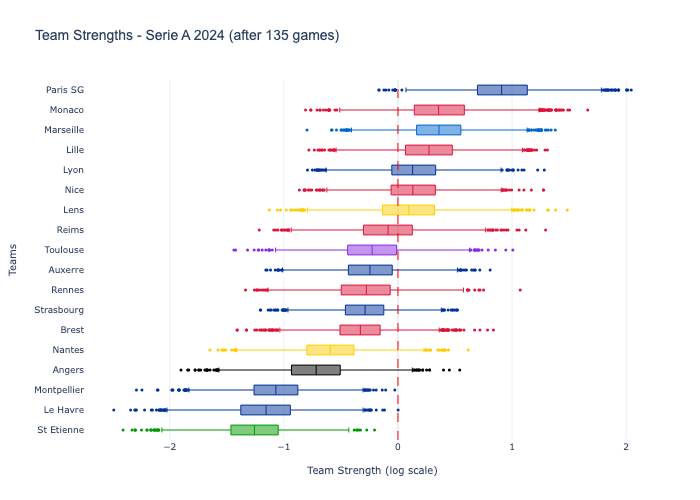 Team Strengths - Serie A 2024 (after 135 games)
Paris SG
Monaco
Marseille
Lille
Lyon
Nice
Lens
Reims
Toulouse
Auxerre
Rennes
Strasbourg
Brest
Nantes
Angers
Montpellier
Le Havre
St Etienne
Teams
−2 −1 0 1 2
Team Strength (log scale)